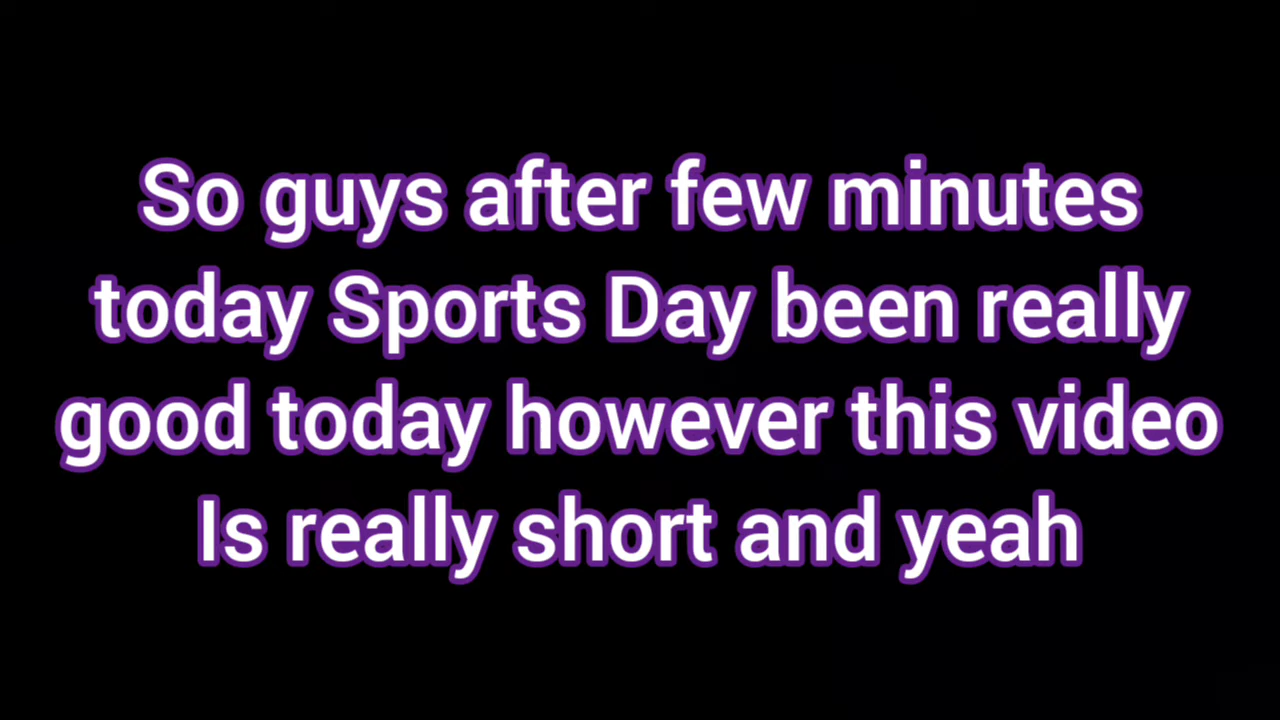 So guys after few minutes
today Sports Day been really
good today however this video
Is really short and yeah